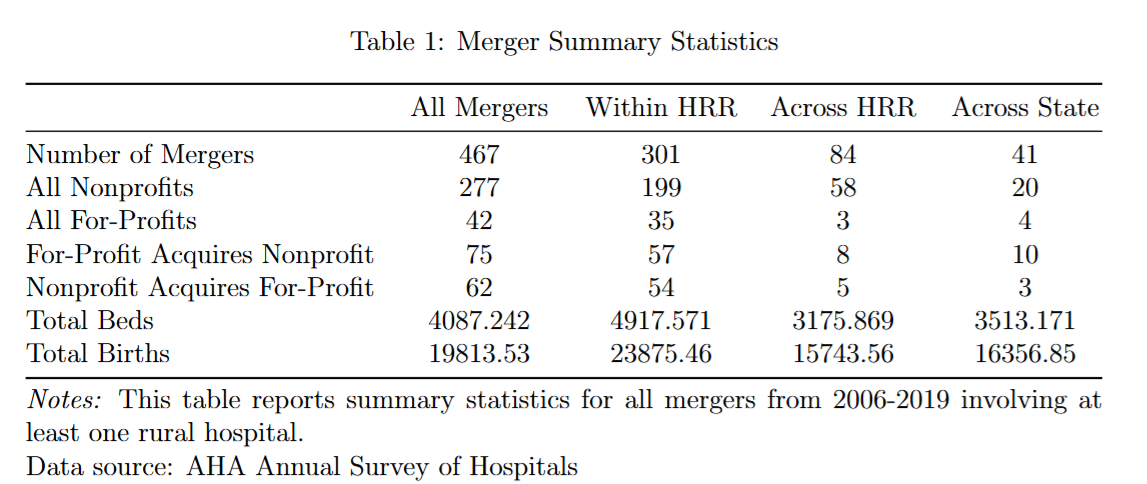 Table 1: Merger Summary Statistics
All Mergers Within HRR Across HRR Across State
Number of Mergers 467 301 84 41
All Nonprofits 277 199 58 20
All For-Profits 42 35 3 4
For-Profit Acquires Nonprofit 75 57 8 10
Nonprofit Acquires For-Profit 62 54 5 3
Total Beds 4087.242 4917.571 3175.869 3513.171
Total Births 19813.53 23875.46 15743.56 16356.85
Notes: This table reports summary statistics for all mergers from 2006-2019 involving at
least one rural hospital.
Data source: AHA Annual Survey of Hospitals